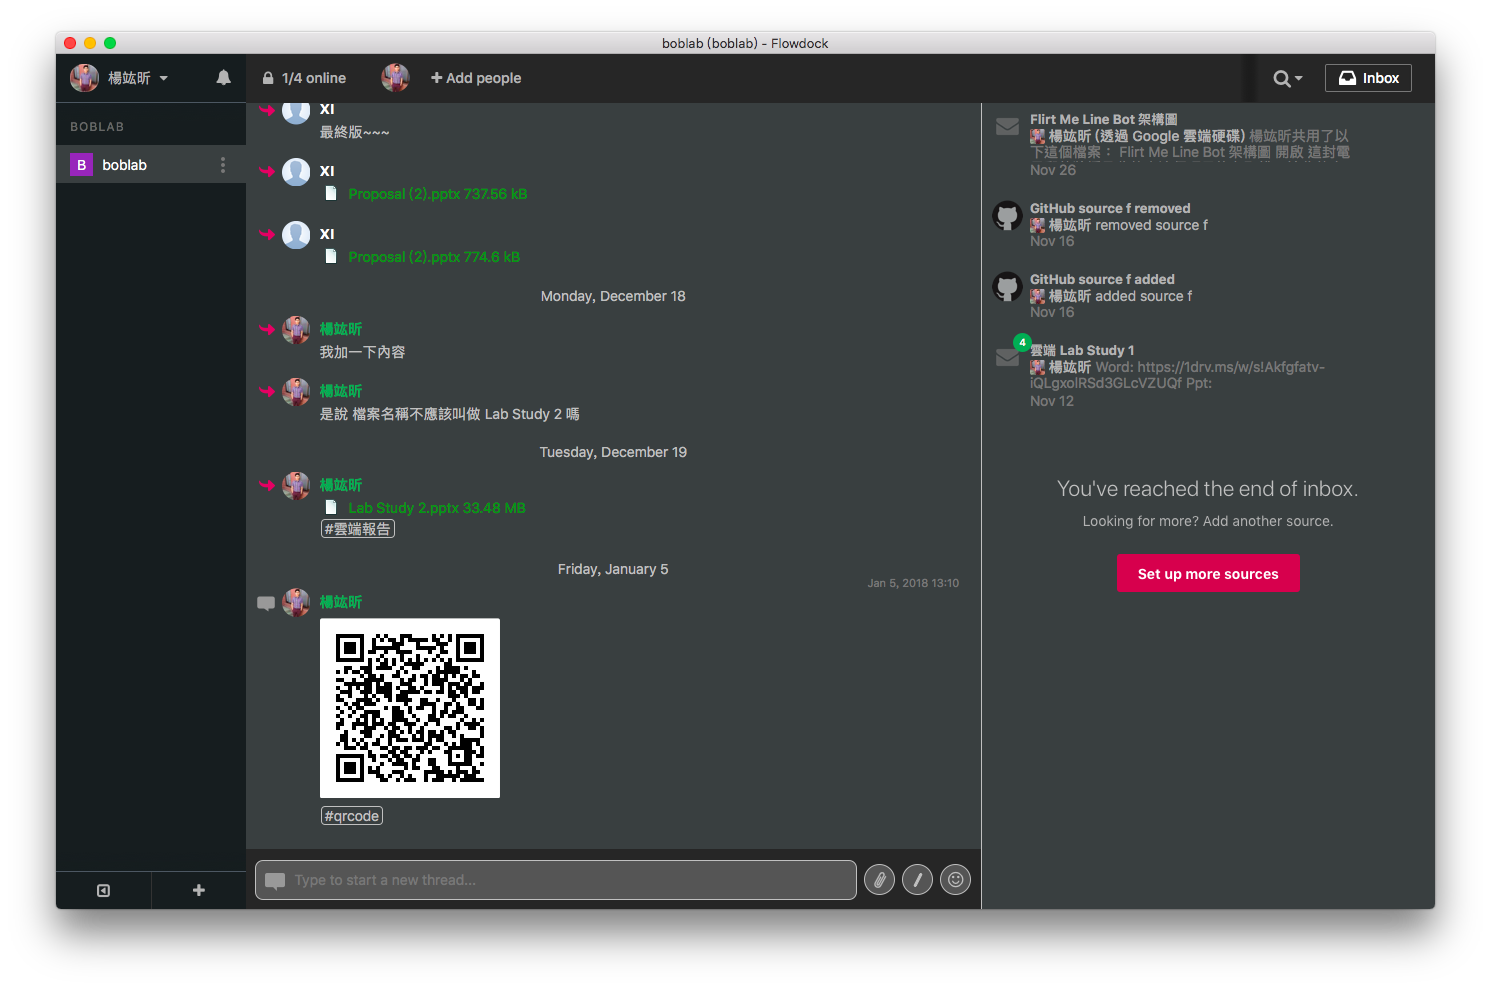 boblab (boblab) - Flowdock
楊竑昕
1/4 online
Add people
Inbox
BOBLAB
B boblab
XI
最終版~~~
XI
Proposal (2).pptx 737.56 kB
XI
Proposal (2).pptx 774.6 kB
Monday, December 18
楊竑昕
我加一下內容
楊竑昕
是說 檔案名稱不應該叫做 Lab Study 2 嗎
Tuesday, December 19
楊竑昕
Lab Study 2.pptx 33.48 MB
#雲端報告
Friday, January 5
Jan 5, 2018 13:10
楊竑昕
#qrcode
Type to start a new thread...
Flirt Me Line Bot 架構圖
楊竑昕 (透過 Google 雲端硬碟) 楊竑昕共用了以
下這個檔案： Flirt Me Line Bot 架構圖 開啟 這封電
Nov 26
GitHub source f removed
楊竑昕 removed source f
Nov 16
GitHub source f added
楊竑昕 added source f
Nov 16
4
雲端 Lab Study 1
楊竑昕 Word: https://1drv.ms/w/s!Akfgfatv-
iQLgxolRSd3GLcVZUQf Ppt:
Nov 12
You've reached the end of inbox.
Looking for more? Add another source.
Set up more sources